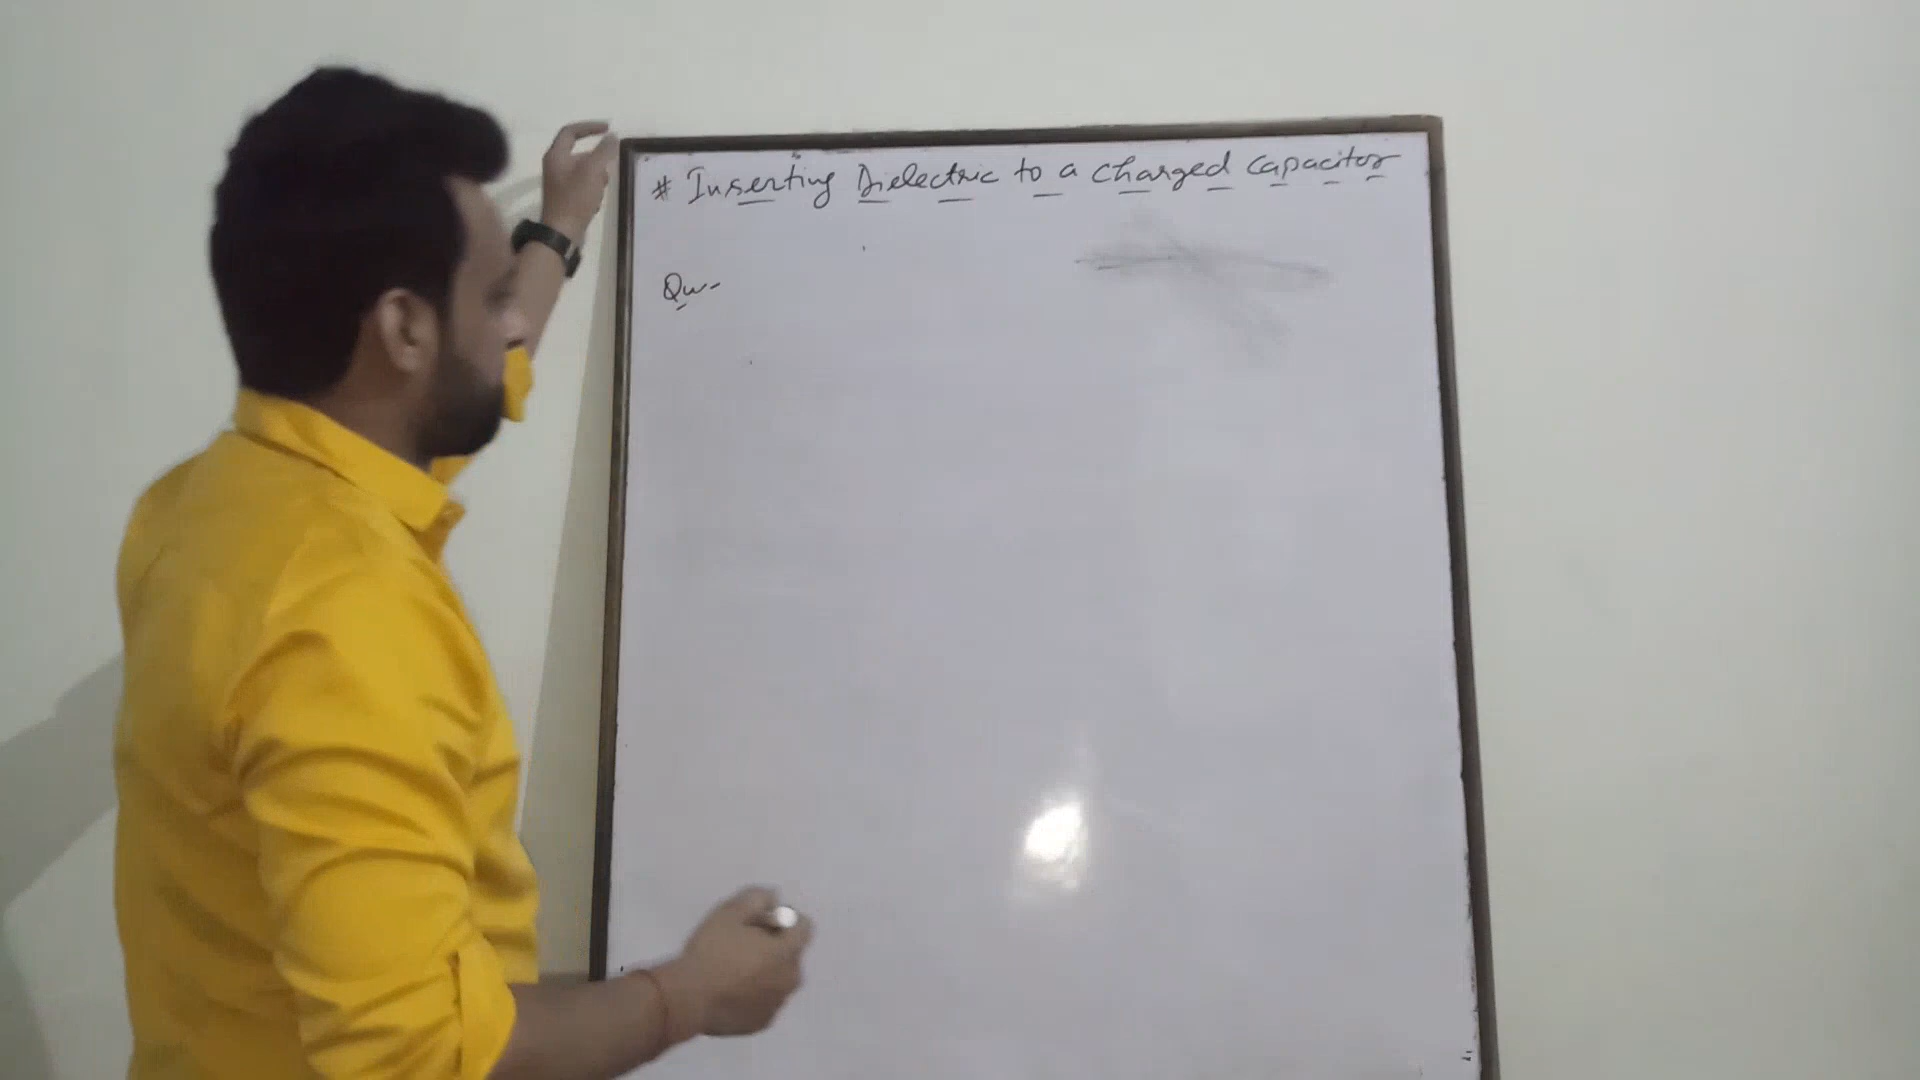 # Inserting Dielectric to a charged capacitor
Qu-